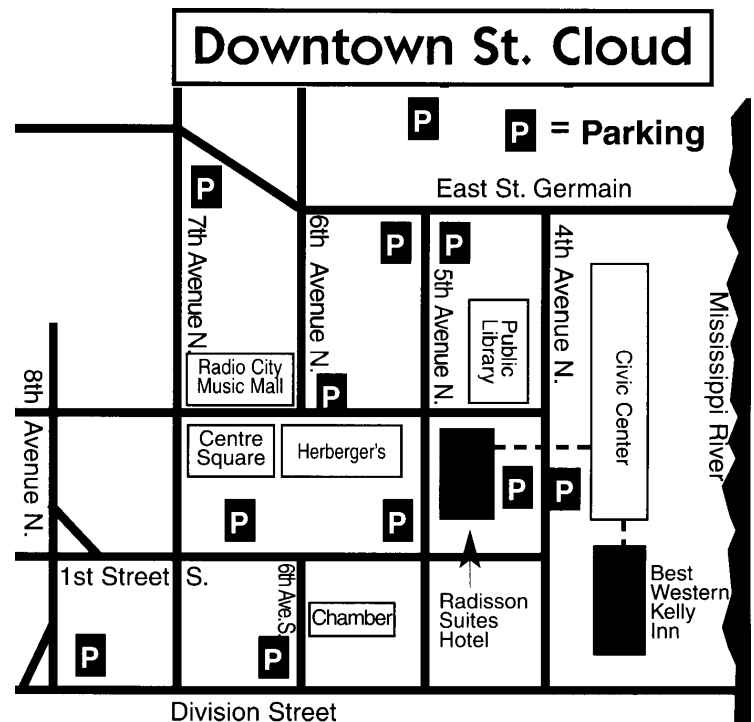 Downtown St. Cloud
P
P = Parking
East St. Germain
P
7th Avenue N.
6th Avenue N.
P
P
5th Avenue N.
4th Avenue N.
Public
Library
Civic Center
Mississippi River
Radio City
Music Mall
P
8th Avenue N.
Centre
Square
Herberger's
P
P
P
P
1st Street S.
6th Ave.S.
Chamber
Radisson
Suites
Hotel
Best
Western
Kelly
Inn
P
P
Division Street